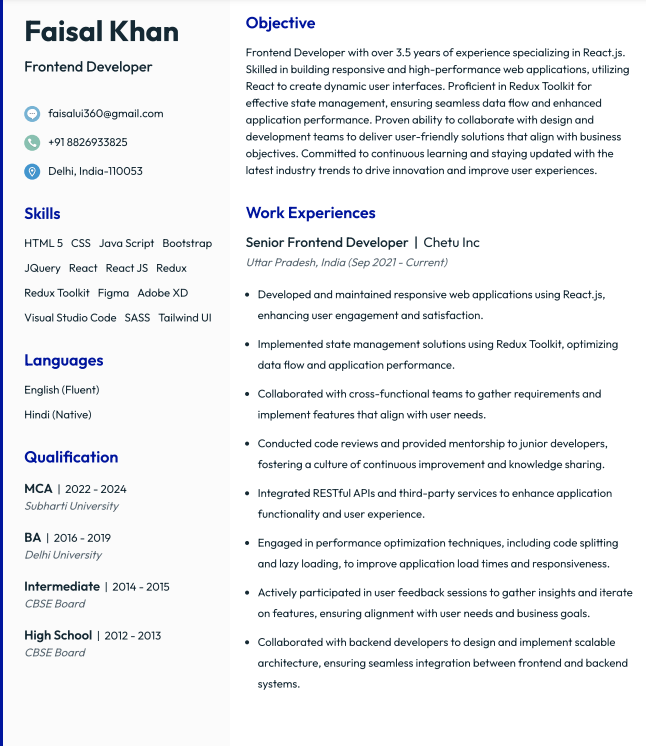 Faisal Khan
Frontend Developer
faisalui360@gmail.com
+91 8826933825
Delhi, India-110053
Skills
HTML 5 CSS Java Script Bootstrap
JQuery React React JS Redux
Redux Toolkit Figma Adobe XD
Visual Studio Code SASS Tailwind UI
Languages
English (Fluent)
Hindi (Native)
Qualification
MCA | 2022 - 2024
Subharti University
BA | 2016 - 2019
Delhi University
Intermediate | 2014 - 2015
CBSE Board
High School | 2012 - 2013
CBSE Board
Objective
Frontend Developer with over 3.5 years of experience specializing in React.js.
Skilled in building responsive and high-performance web applications, utilizing
React to create dynamic user interfaces. Proficient in Redux Toolkit for
effective state management, ensuring seamless data flow and enhanced
application performance. Proven ability to collaborate with design and
development teams to deliver user-friendly solutions that align with business
objectives. Committed to continuous learning and staying updated with the
latest industry trends to drive innovation and improve user experiences.
Work Experiences
Senior Frontend Developer | Chetu Inc
Uttar Pradesh, India (Sep 2021 - Current)
• Developed and maintained responsive web applications using React.js,
enhancing user engagement and satisfaction.
• Implemented state management solutions using Redux Toolkit, optimizing
data flow and application performance.
• Collaborated with cross-functional teams to gather requirements and
implement features that align with user needs.
• Conducted code reviews and provided mentorship to junior developers,
fostering a culture of continuous improvement and knowledge sharing.
• Integrated RESTful APIs and third-party services to enhance application
functionality and user experience.
• Engaged in performance optimization techniques, including code splitting
and lazy loading, to improve application load times and responsiveness.
• Actively participated in user feedback sessions to gather insights and iterate
on features, ensuring alignment with user needs and business goals.
• Collaborated with backend developers to design and implement scalable
architecture, ensuring seamless integration between frontend and backend
systems.